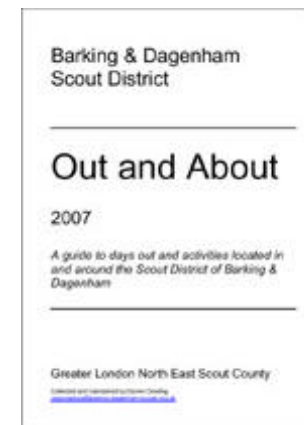 Barking & Dagenham
Scout District
Out and About
2007
A guide to days out and activities located in
and around the Scout District of Barking &
Dagenham
Greater London North East Scout County